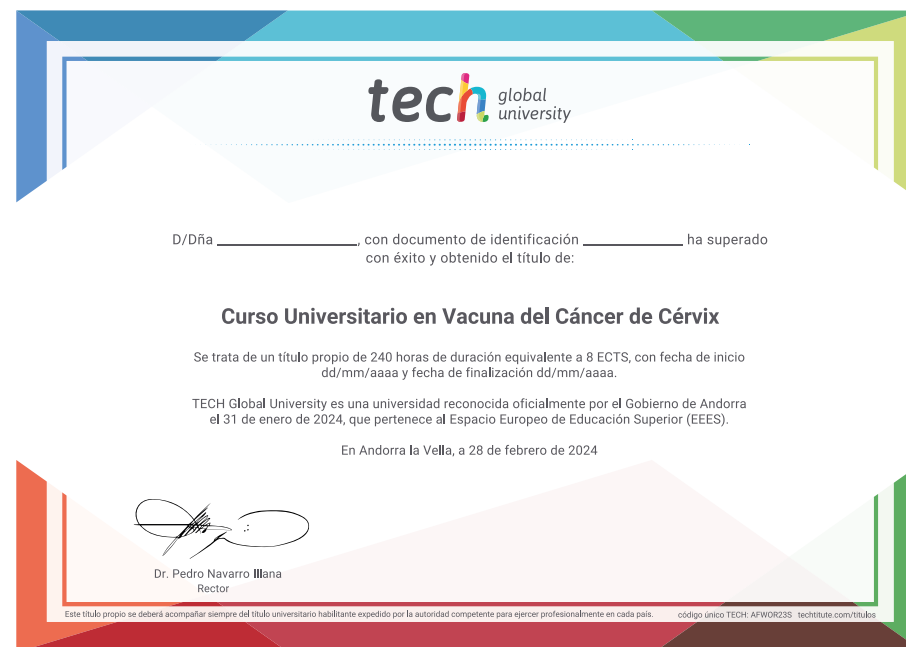 tech global university
D/Dña ______________, con documento de identificación __________ ha superado
con éxito y obtenido el título de:
Curso Universitario en Vacuna del Cáncer de Cérvix
Se trata de un título propio de 240 horas de duración equivalente a 8 ECTS, con fecha de inicio
dd/mm/aaaa y fecha de finalización dd/mm/aaaa.
TECH Global University es una universidad reconocida oficialmente por el Gobierno de Andorra
el 31 de enero de 2024, que pertenece al Espacio Europeo de Educación Superior (EEES).
En Andorra la Vella, a 28 de febrero de 2024
Dr. Pedro Navarro Illana
Rector
Este título propio se deberá acompañar siempre del título universitario habilitante expedido por la autoridad competente para ejercer profesionalmente en cada país. código único TECH: AFWOR23S techtitute.com/titulos